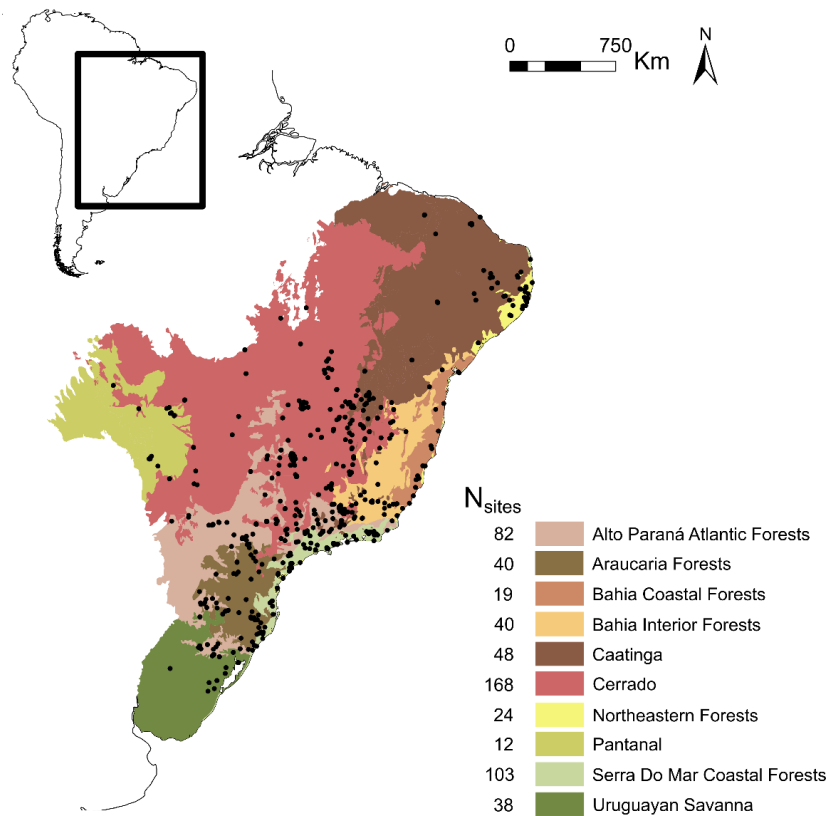 0 750 Km N
Nsites
82 Alto Paraná Atlantic Forests
40 Araucaria Forests
19 Bahia Coastal Forests
40 Bahia Interior Forests
48 Caatinga
168 Cerrado
24 Northeastern Forests
12 Pantanal
103 Serra Do Mar Coastal Forests
38 Uruguayan Savanna